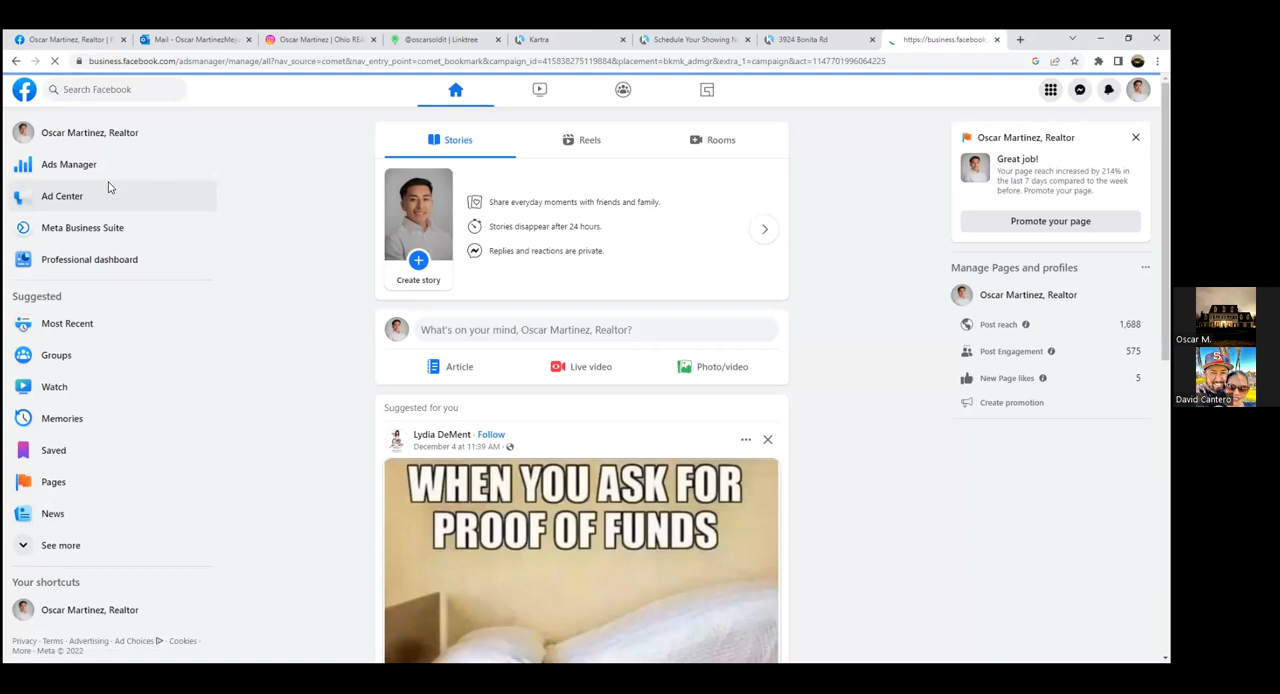 Oscar Martinez, Realtor |
Mail - Oscar MartinezMej
Oscar Martinez | Ohio REA
@oscarsoldit | Linktree
Kartra
Schedule Your Showing N
3924 Bonita Rd
https://business.facebook.
business.facebook.com/adsmanager/manage/all?nav_source=comet&nav_entry_point=comet_bookmark&campaign_id=415838275119884&placement=bkmk_admgr&extra_1=campaign&act=1147701996064225
Search Facebook
Oscar Martinez, Realtor
Ads Manager
Ad Center
Meta Business Suite
Professional dashboard
Suggested
Most Recent
Groups
Watch
Memories
Saved
Pages
News
See more
Your shortcuts
Oscar Martinez, Realtor
Privacy · Terms · Advertising · Ad Choices · Cookies ·
More · Meta © 2022
Stories
Reels
Rooms
Share everyday moments with friends and family.
Stories disappear after 24 hours.
Replies and reactions are private.
Create story
What's on your mind, Oscar Martinez, Realtor?
Article
Live video
Photo/video
Suggested for you
Lydia DeMent · Follow
December 4 at 11:39 AM ·
WHEN YOU ASK FOR
PROOF OF FUNDS
Oscar Martinez, Realtor
Great job!
Your page reach increased by 214% in
the last 7 days compared to the week
before. Promote your page.
Promote your page
Manage Pages and profiles
Oscar Martinez, Realtor
Post reach 1,688
Post Engagement 575
New Page likes 5
Create promotion
Oscar M.
David Cantero